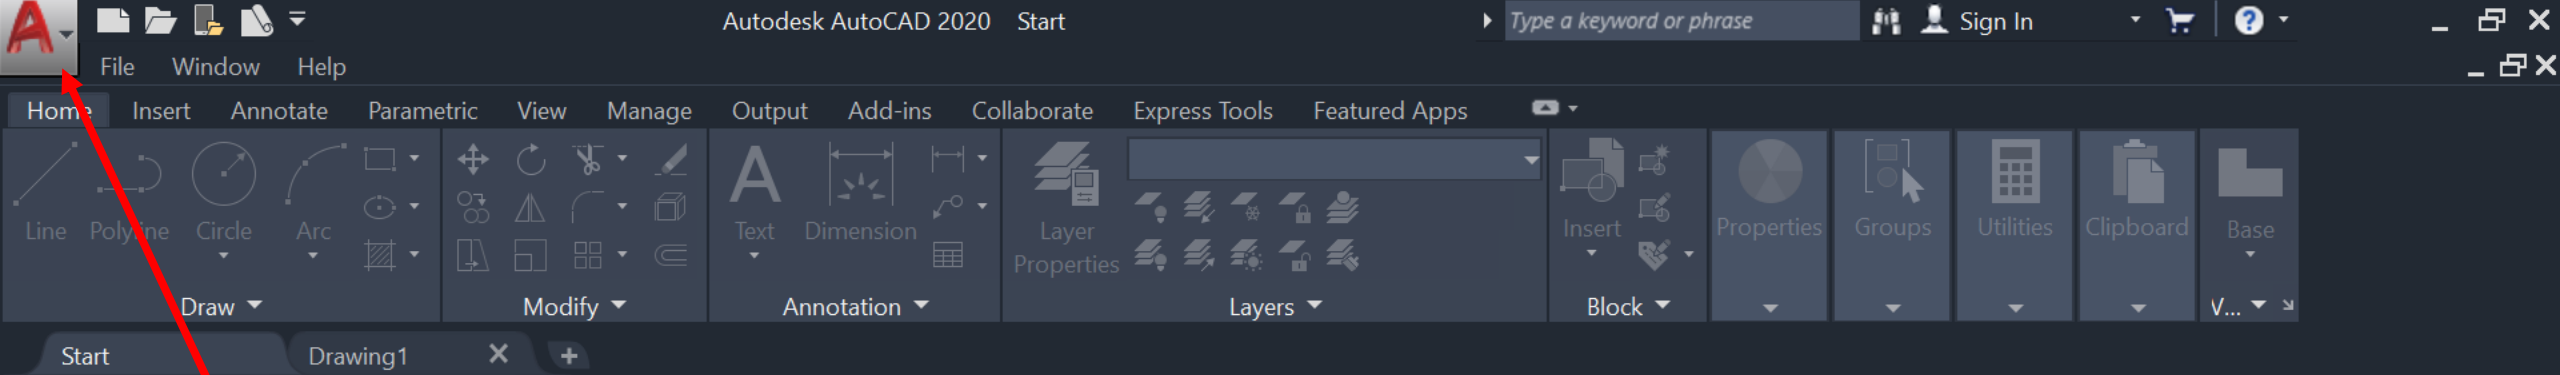 Autodesk AutoCAD 2020 Start Type a keyword or phrase Sign In
File Window Help
Home Insert Annotate Parametric View Manage Output Add-ins Collaborate Express Tools Featured Apps
Line Polyline Circle Arc Text Dimension Layer Properties Insert Properties Groups Utilities Clipboard Base
Draw Modify Annotation Layers Block V...
Start Drawing1